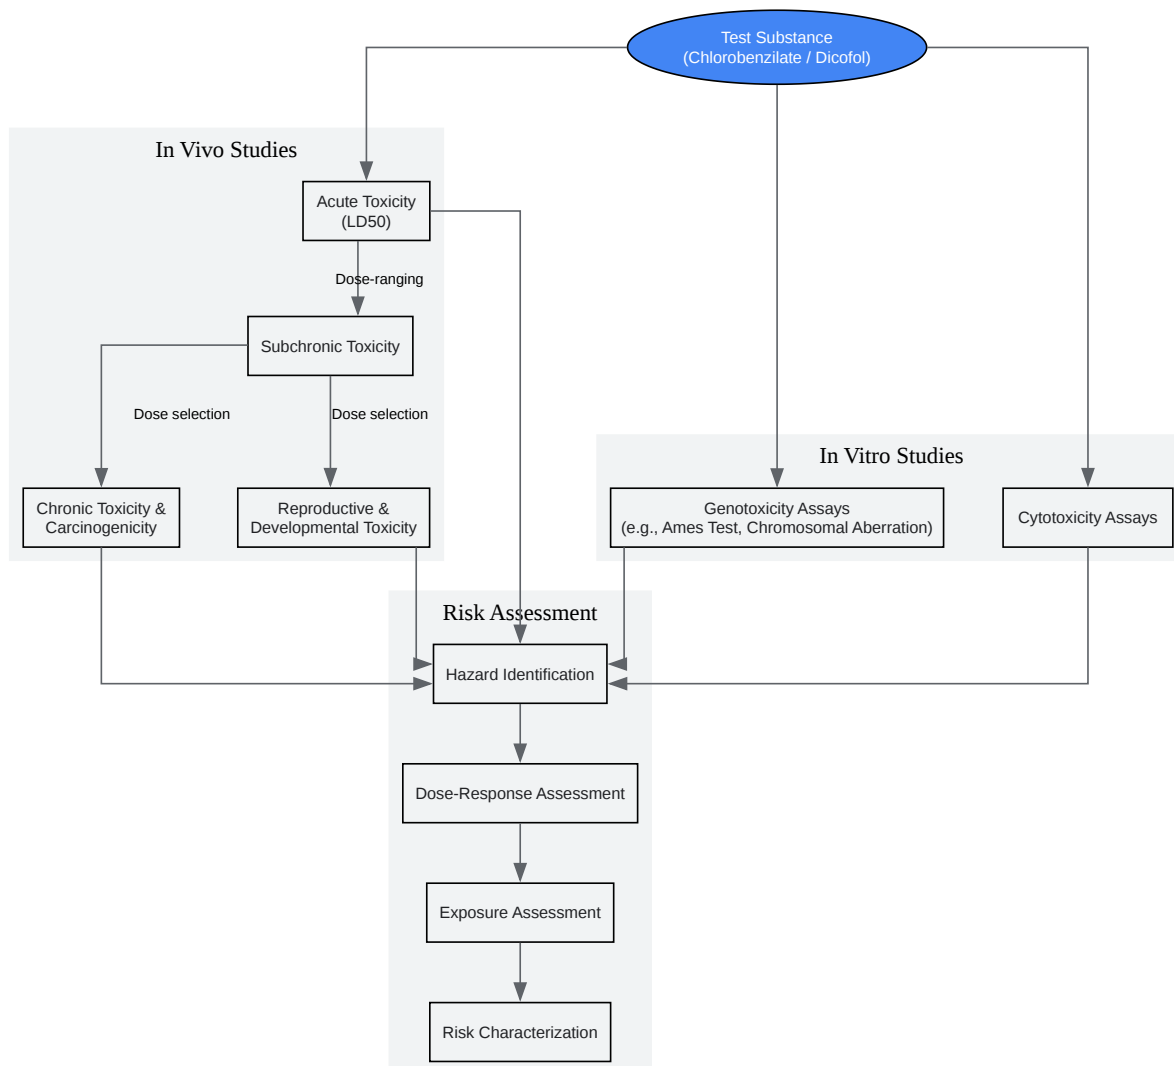 Test Substance
(Chlorobenzilate / Dicofol)
In Vivo Studies
Acute Toxicity
(LD50)
Dose-ranging
Subchronic Toxicity
Dose selection
Dose selection
Chronic Toxicity &
Carcinogenicity
Reproductive &
Developmental Toxicity
In Vitro Studies
Genotoxicity Assays
(e.g., Ames Test, Chromosomal Aberration)
Cytotoxicity Assays
Risk Assessment
Hazard Identification
Dose-Response Assessment
Exposure Assessment
Risk Characterization